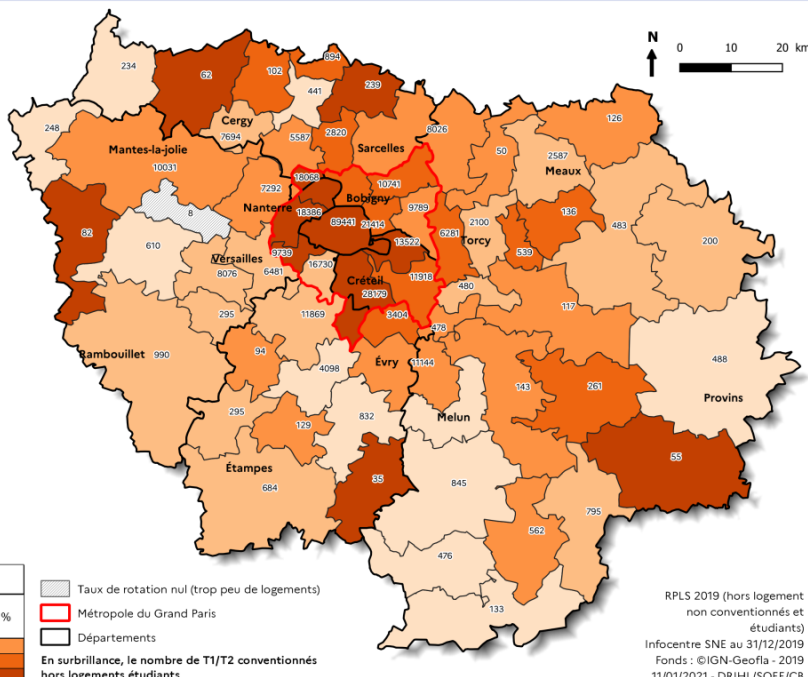 N
0 10 20 km
234
62
102
894
441
239
248
Cergy
7694
5587
2820
Sarcelles
8026
126
Mantes-la-jolie
10031
50
2587
Meaux
18068
10741
7292
Bobigny
9789
Nanterre
18386
89441
21414
8
82
610
2100
136
483
200
6281
Torcy
13522
539
9739
Versailles
8076
6481
16730
11918
Créteil
28179
480
117
295
11869
3404
478
Rambouillet
990
94
4098
Évry
11144
143
261
488
Provins
295
129
832
Melun
Étampes
684
35
845
55
795
562
476
133
%
Taux de rotation nul (trop peu de logements)
Métropole du Grand Paris
Départements
En surbrillance, le nombre de T1/T2 conventionnés
hors logements étudiants
RPLS 2019 (hors logement
non conventionnés et
étudiants)
Infocentre SNE au 31/12/2019
Fonds : ©IGN-Geofla - 2019
11/01/2021 - DRIHL/SOEE/CB